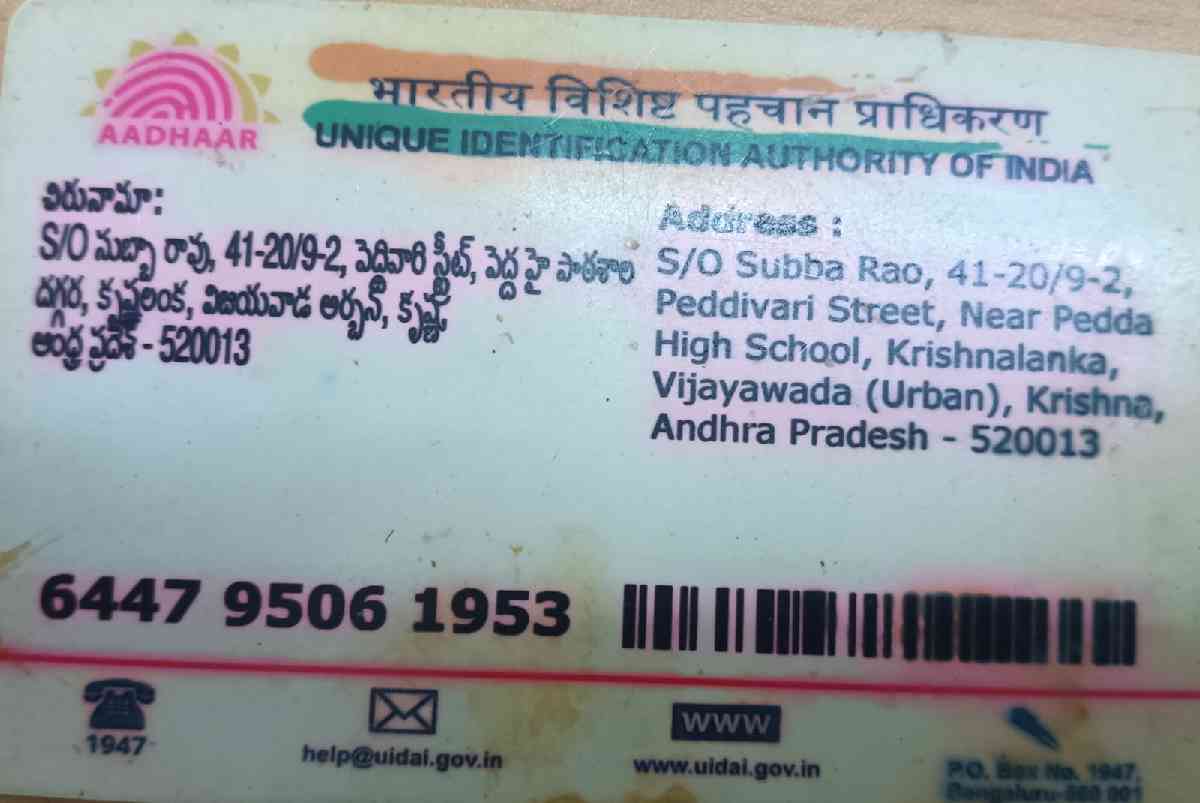 भारतीय विशिष्ट पहचान प्राधिकरण
AADHAAR
UNIQUE IDENTIFICATION AUTHORITY OF INDIA
చిరునామా:
S/O సుబ్బా రావు, 41-20/9-2, పెద్దివారి స్ట్రీట్, పెద్ద హై పాఠశాల
దగ్గర, కృష్ణలంక, విజయవాడ అర్బన్, కృష్ణ,
ఆంధ్ర ప్రదేశ్ - 520013
Address :
S/O Subba Rao, 41-20/9-2,
Peddivari Street, Near Pedda
High School, Krishnalanka,
Vijayawada (Urban), Krishna,
Andhra Pradesh - 520013
6447 9506 1953
1947
help@uidai.gov.in
WWW
www.uidai.gov.in
P.O. Box No. 1947,
Bengaluru-560 001